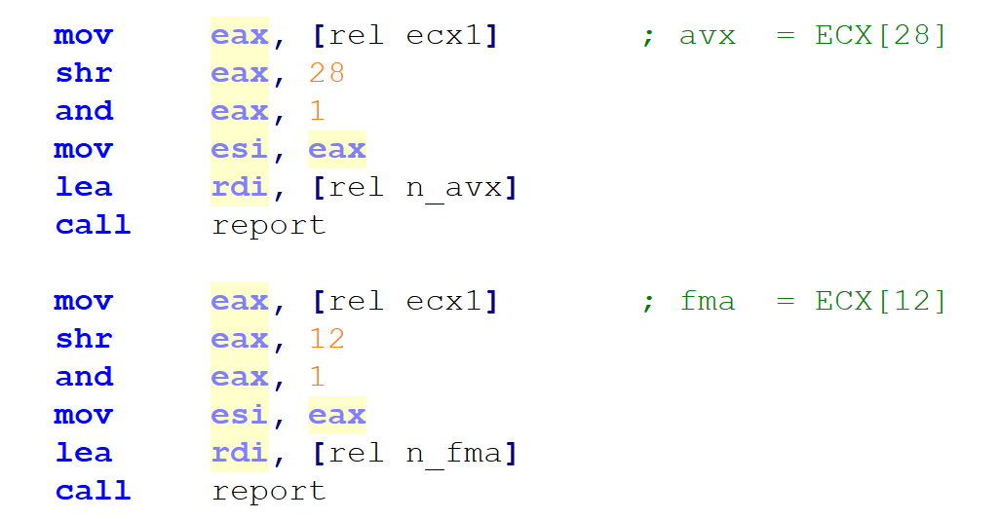 mov     eax, [rel ecx1]       ; avx  = ECX[28]
shr     eax, 28
and     eax, 1
mov     esi, eax
lea     rdi, [rel n_avx]
call    report

mov     eax, [rel ecx1]       ; fma  = ECX[12]
shr     eax, 12
and     eax, 1
mov     esi, eax
lea     rdi, [rel n_fma]
call    report